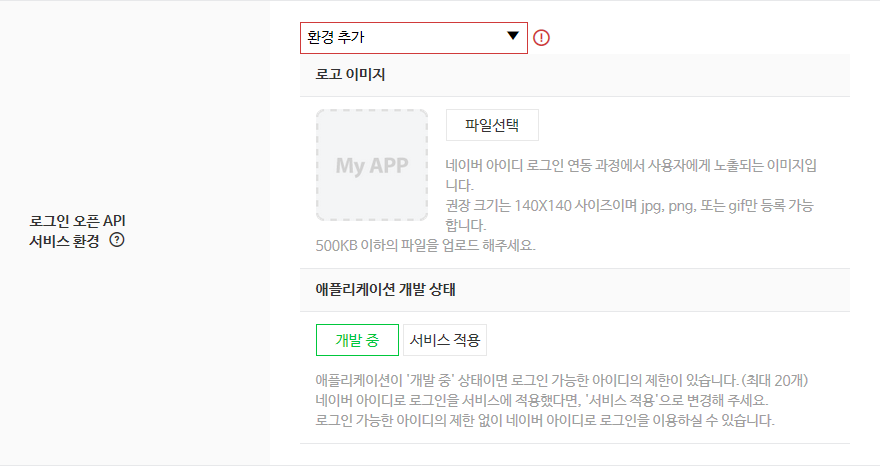 환경 추가
로고 이미지
My APP
파일선택
네이버 아이디 로그인 연동 과정에서 사용자에게 노출되는 이미지입
니다.
권장 크기는 140X140 사이즈이며 jpg, png, 또는 gif만 등록 가능
합니다.
500KB 이하의 파일을 업로드 해주세요.
로그인 오픈 API
서비스 환경
애플리케이션 개발 상태
개발 중
서비스 적용
애플리케이션이 '개발 중' 상태이면 로그인 가능한 아이디의 제한이 있습니다.(최대 20개)
네이버 아이디로 로그인을 서비스에 적용했다면, '서비스 적용'으로 변경해 주세요.
로그인 가능한 아이디의 제한 없이 네이버 아이디로 로그인을 이용하실 수 있습니다.